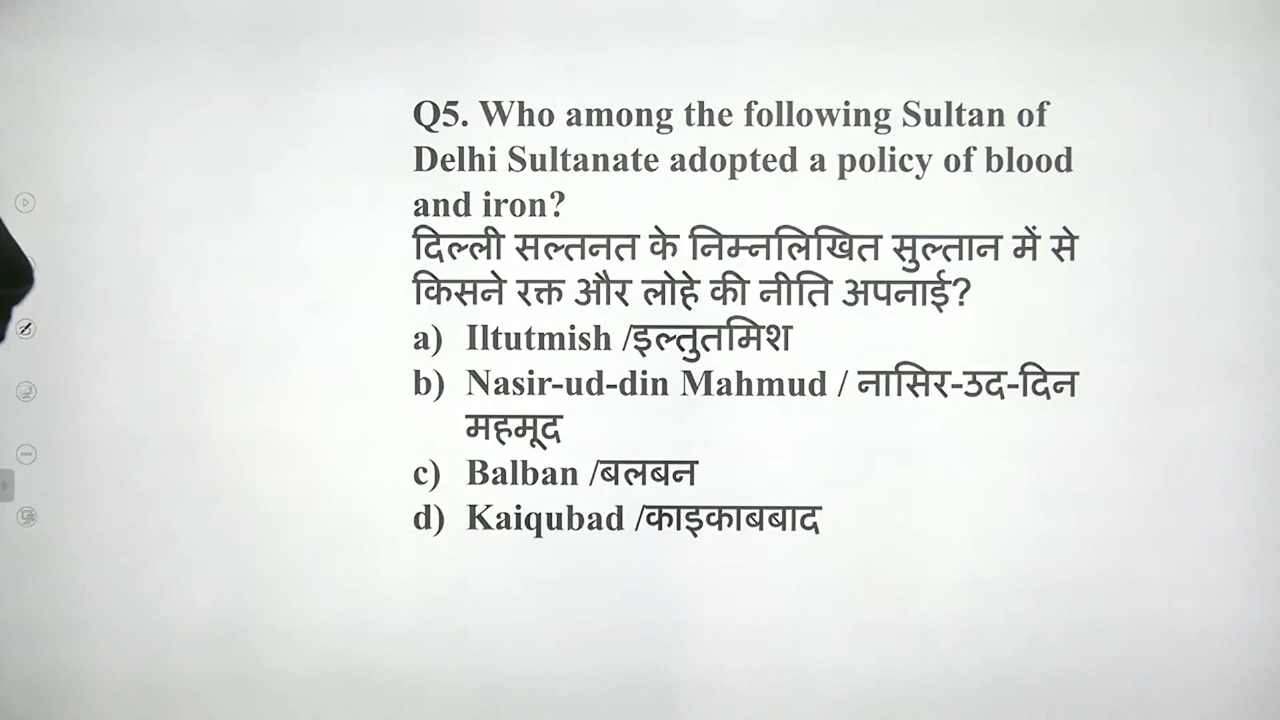 Q5. Who among the following Sultan of
Delhi Sultanate adopted a policy of blood
and iron?
दिल्ली सल्तनत के निम्नलिखित सुल्तान में से
किसने रक्त और लोहे की नीति अपनाई?
a) Iltutmish /इल्तुतमिश
b) Nasir-ud-din Mahmud / नासिर-उद-दिन
महमूद
c) Balban /बलबन
d) Kaiqubad /काइकाबबाद